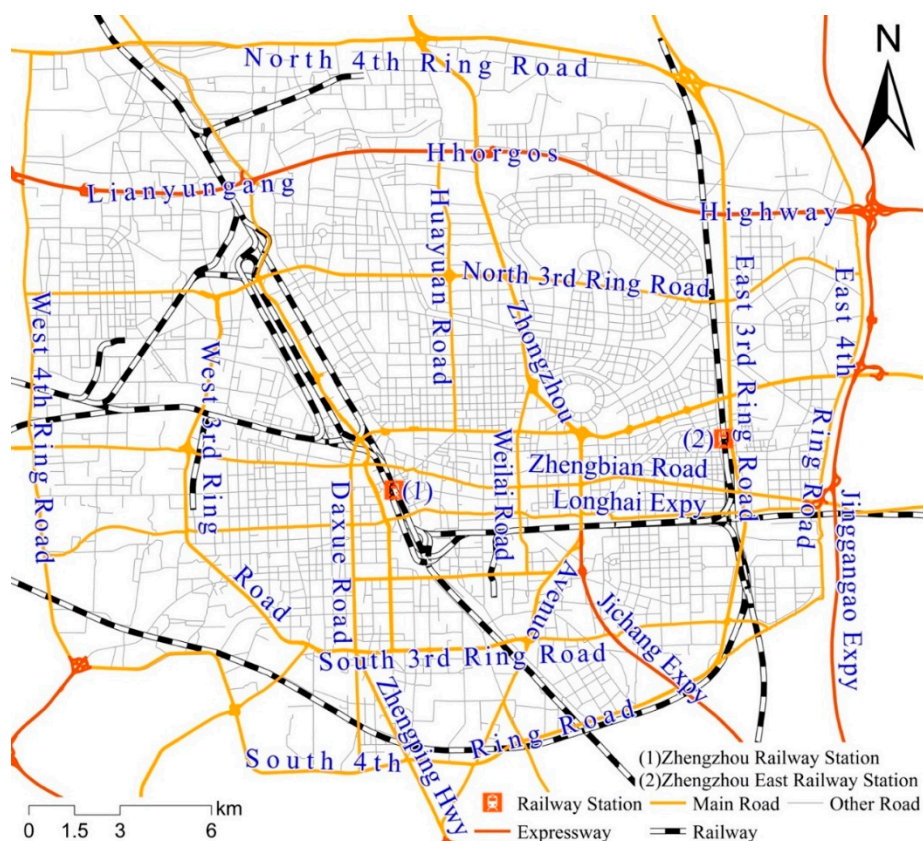 North 4th Ring Road
N
Lianyungang Hhorgos Highway
Huayuan Road
North 3rd Ring Road
East 3rd Ring Road
East 4th Ring Road
West 4th Ring Road
West 3rd Ring Road
Zhongzhou Avenue
Weilai Road
Zhengbian Road
Longhai Expy
(1)
(2)
Daxue Road
Jichang Expy
Jinggangao Expy
South 3rd Ring Road
Zhengping Hwy
South 4th Ring Road
(1)Zhengzhou Railway Station
(2)Zhengzhou East Railway Station
Railway Station Main Road Other Road
Expressway Railway
km
0 1.5 3 6